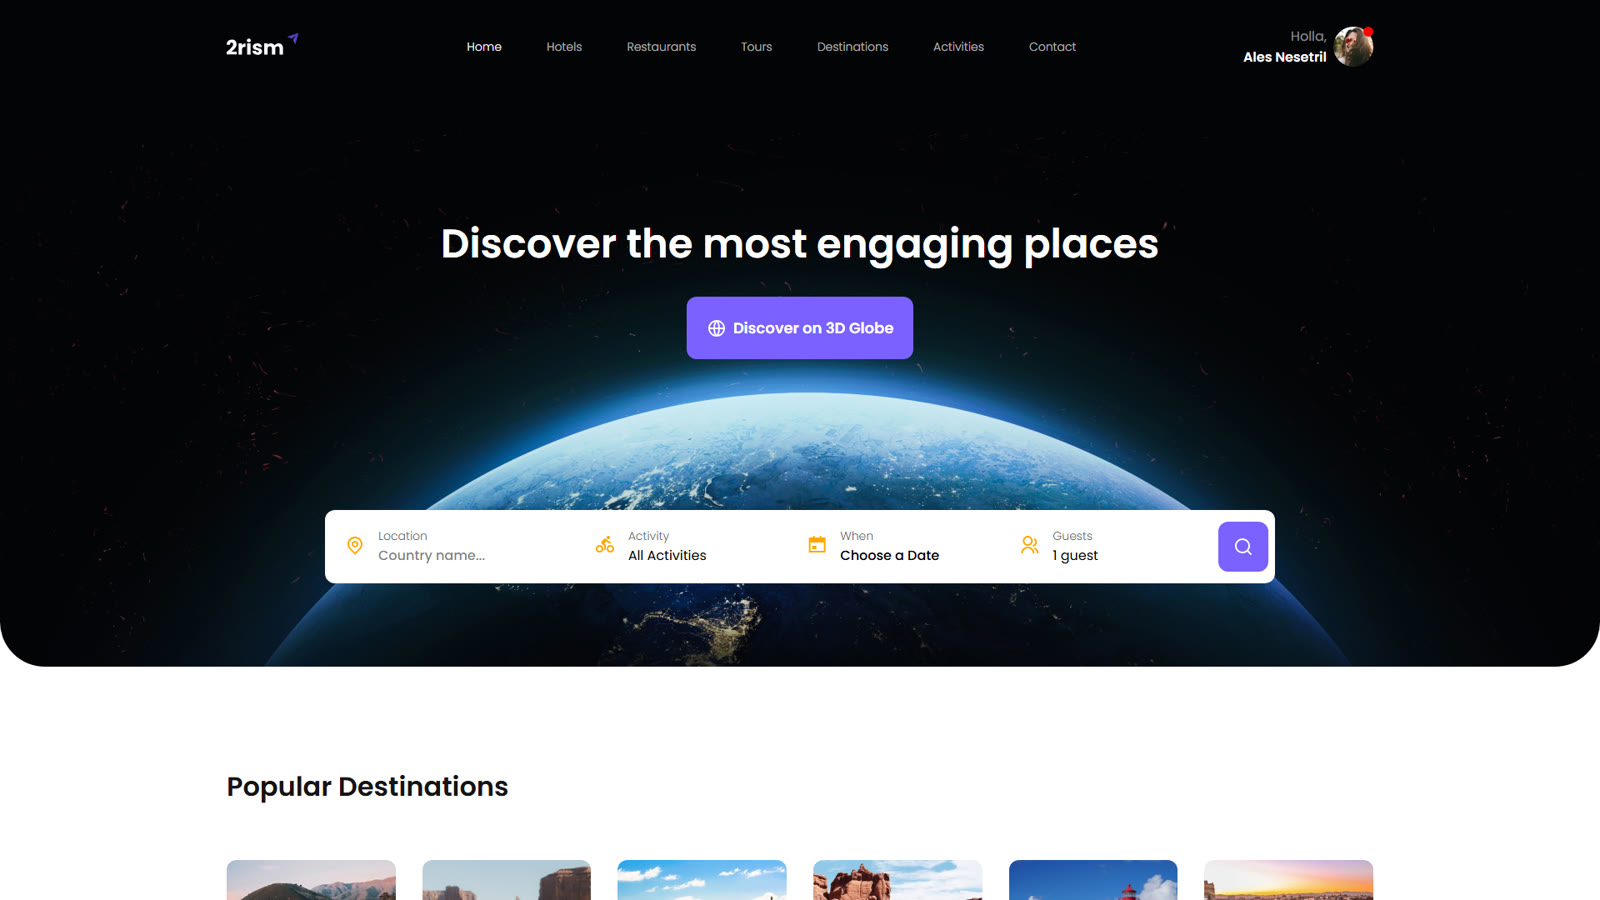 2rism
Home Hotels Restaurants Tours Destinations Activities Contact
Holla,
Ales Nesetril
Discover the most engaging places
Discover on 3D Globe
Location Activity When Guests
Country name... All Activities Choose a Date 1 guest
Popular Destinations